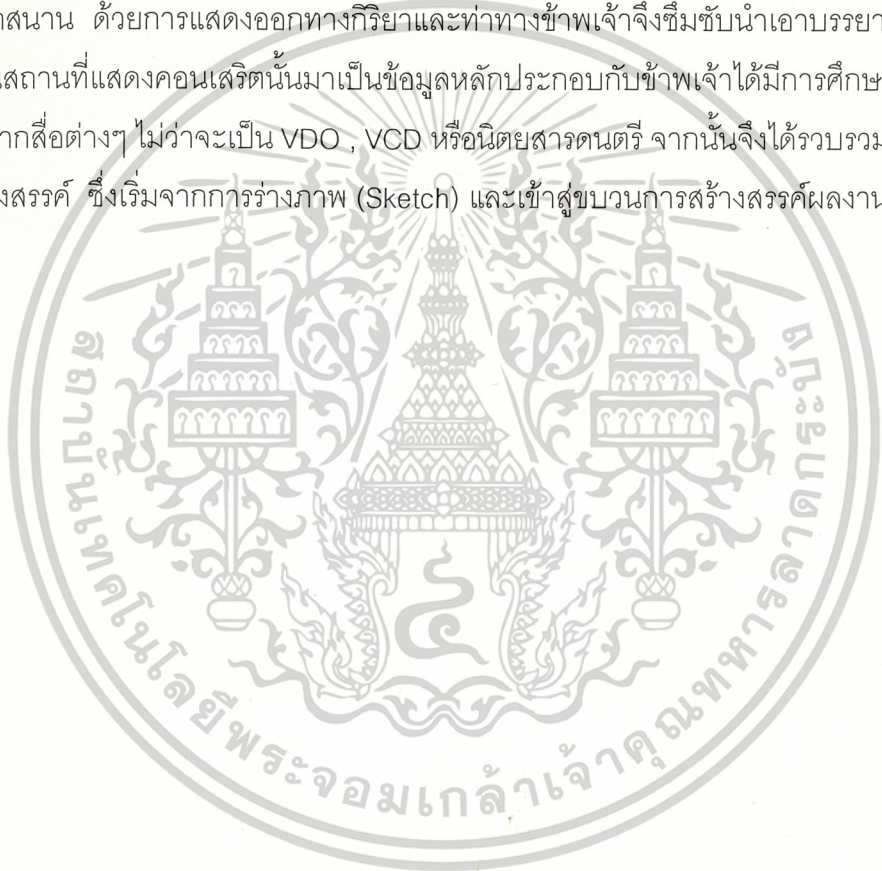 าสนาน ด้วยการแสดงออกทางกิริยาและท่าทางข้าพเจ้าจึงซึมซับนำเอาบรรยา
นสถานที่แสดงคอนเสริตนั้นมาเป็นข้อมูลหลักประกอบกับข้าพเจ้าได้มีการศึกษ
ากสื่อต่างๆ ไม่ว่าจะเป็น VDO , VCD หรือนิตยสารดนตรี จากนั้นจึงได้รวบรวม
งสรรค์ ซึ่งเริ่มจากการร่างภาพ (Sketch) และเข้าสู่ขบวนการสร้างสรรค์ผลงาน
สถาบันเทคโนโลยีพระจอมเกล้าเจ้าคุณทหารลาดกระบัง
๔